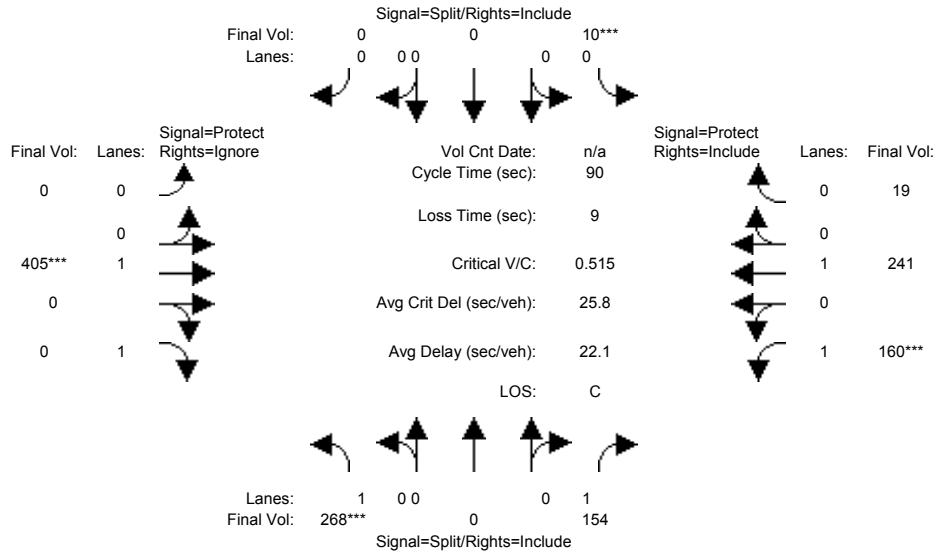 Signal=Split/Rights=Include
Final Vol: 0 0 10***
Lanes: 0 0 0 0 0
Signal=Protect Signal=Protect
Final Vol: Lanes: Rights=Ignore Vol Cnt Date: n/a Rights=Include Lanes: Final Vol:
Cycle Time (sec): 90
0 0 0 19
Loss Time (sec): 9
0 0
405*** 1 Critical V/C: 0.515 1 241
0 Avg Crit Del (sec/veh): 25.8 0
0 1 Avg Delay (sec/veh): 22.1 1 160***
LOS: C
Lanes: 1 0 0 0 1
Final Vol: 268*** 0 154
Signal=Split/Rights=Include